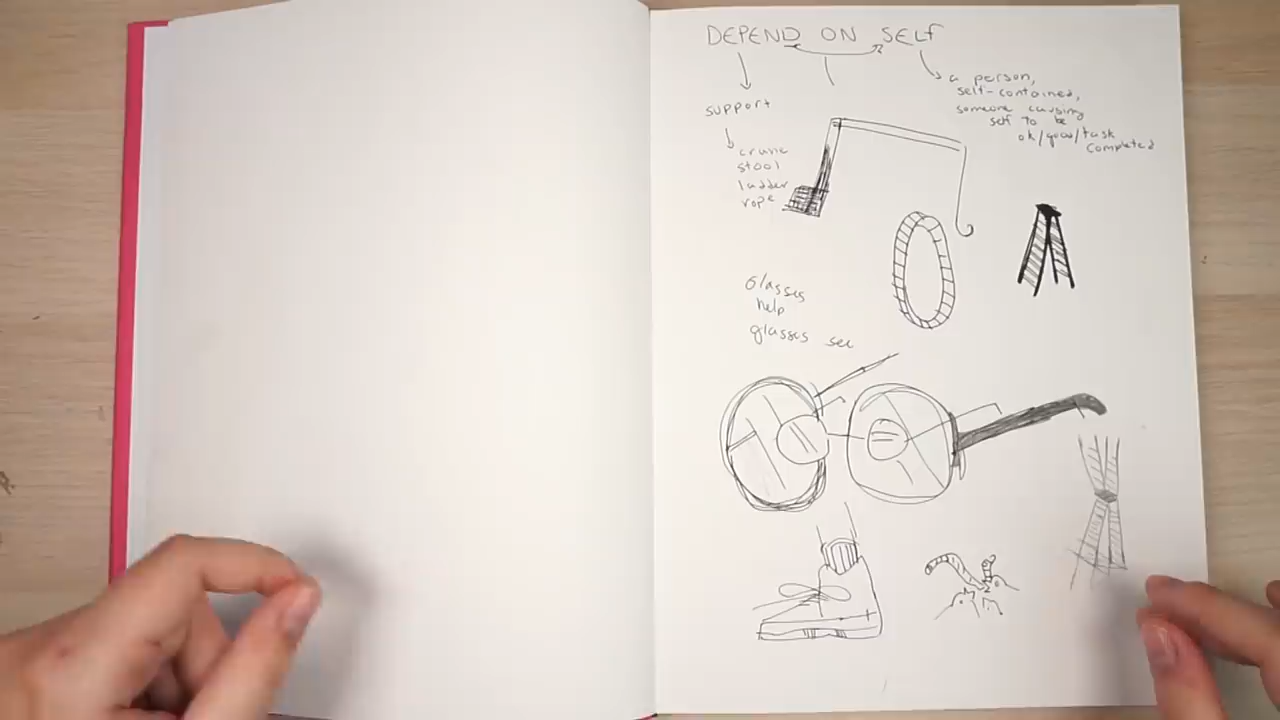 DEPEND ON SELF
support
crane
stool
ladder
rope
a person,
self-contained,
someone causing
self to be
ok/good/task
completed
Glasses
help
glasses see